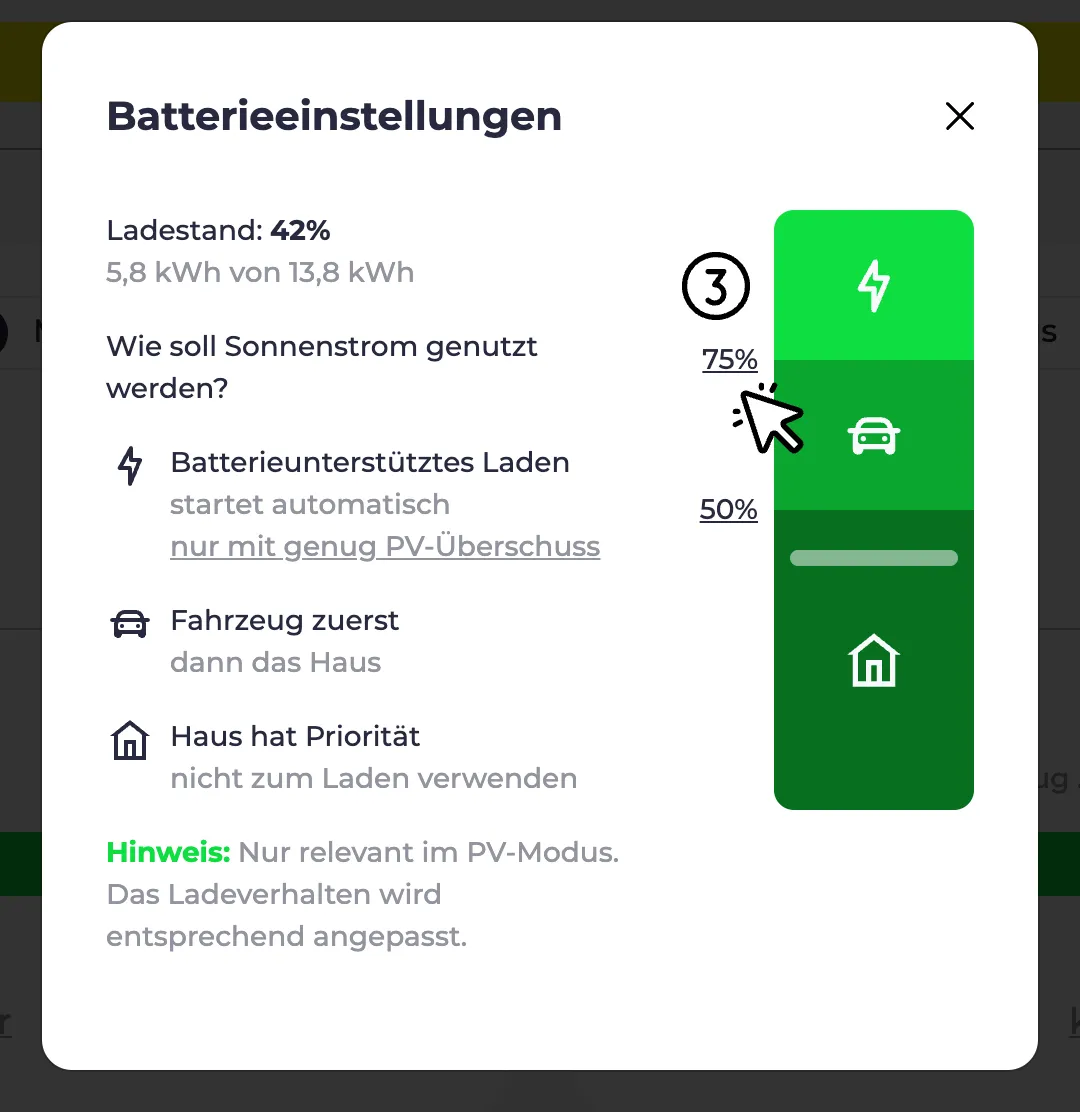 Batterieeinstellungen
Ladestand: 42%
5,8 kWh von 13,8 kWh
Wie soll Sonnenstrom genutzt
werden?
Batterieunterstütztes Laden
startet automatisch
nur mit genug PV-Überschuss
Fahrzeug zuerst
dann das Haus
Haus hat Priorität
nicht zum Laden verwenden
Hinweis: Nur relevant im PV-Modus.
Das Ladeverhalten wird
entsprechend angepasst.
3
75%
50%